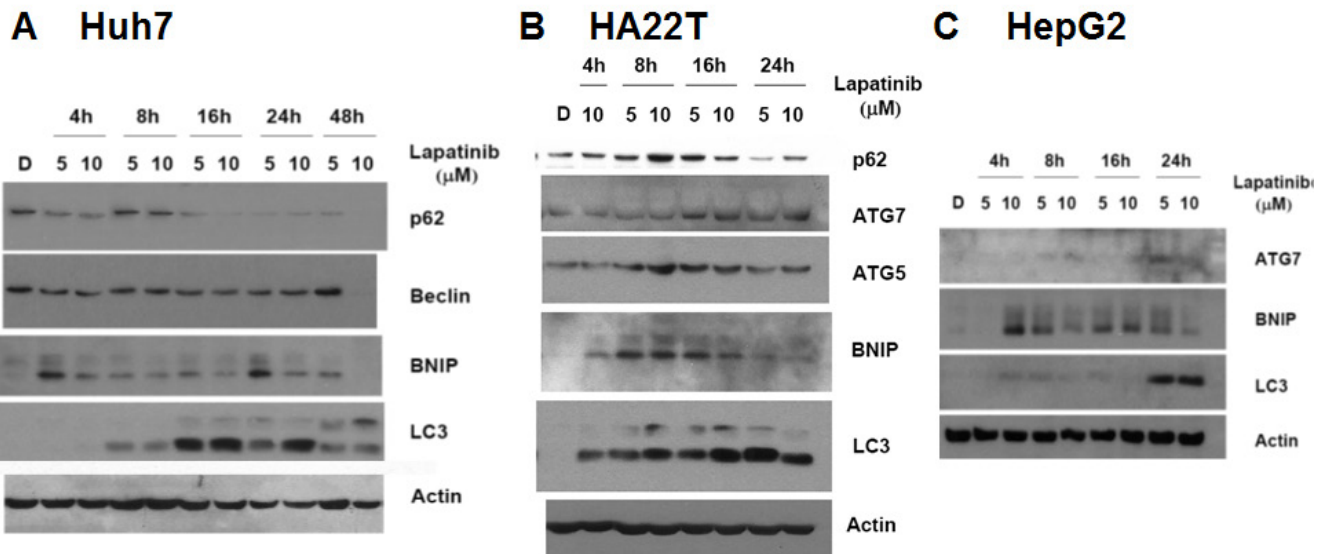 A Huh7
4h 8h 16h 24h 48h
D 5 10 5 10 5 10 5 10 5 10
Lapatinib
(μM)
p62
Beclin
BNIP
LC3
Actin
B HA22T
4h 8h 16h 24h
D 10 5 10 5 10 5 10
Lapatinib
(μM)
p62
ATG7
ATG5
BNIP
LC3
Actin
C HepG2
4h 8h 16h 24h
D 5 10 5 10 5 10 5 10
Lapatinib
(μM)
ATG7
BNIP
LC3
Actin